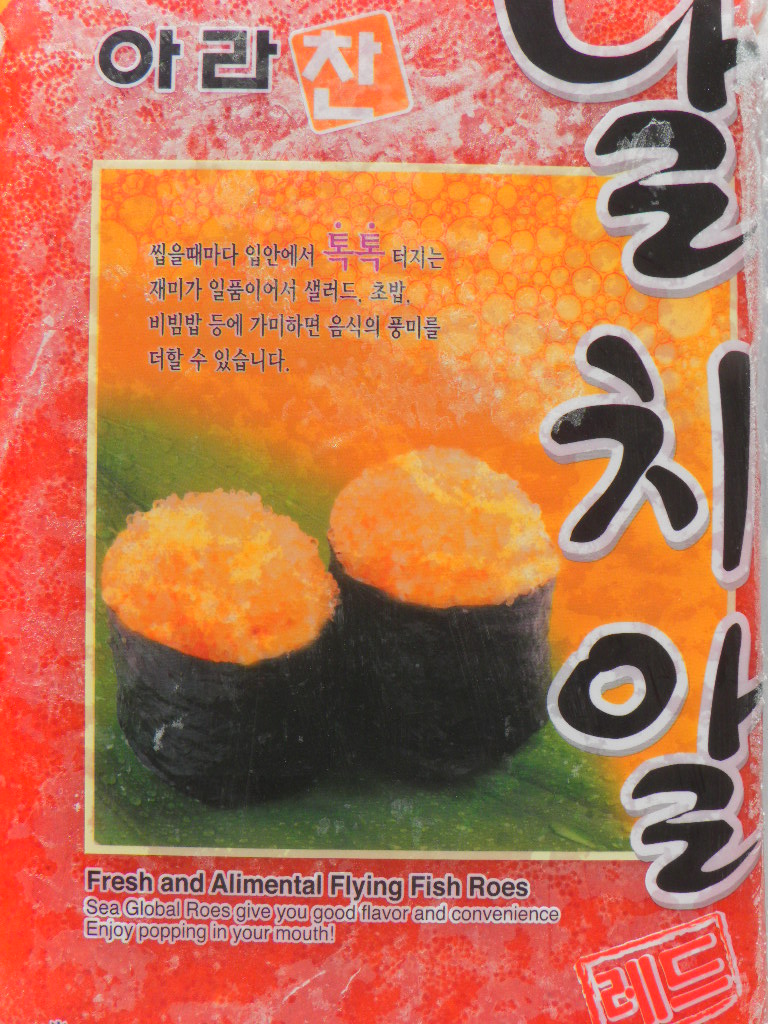 아라찬
날치알
씹을때마다 입안에서 톡톡 터지는
재미가 일품이어서 샐러드, 초밥,
비빔밥 등에 가미하면 음식의 풍미를
더할 수 있습니다.
Fresh and Alimental Flying Fish Roes
Sea Global Roes give you good flavor and convenience
Enjoy popping in your mouth!
레드